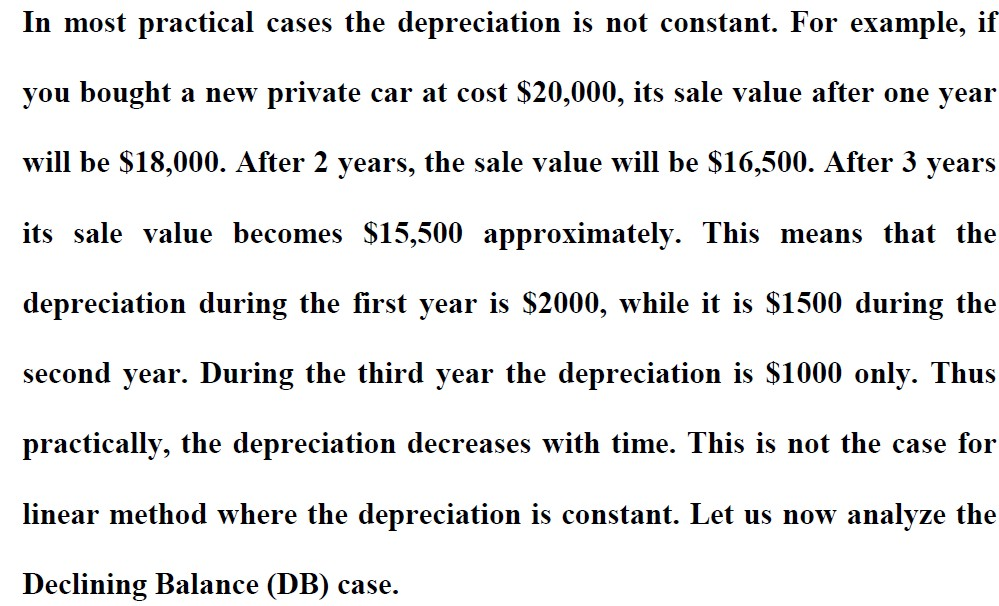 In most practical cases the depreciation is not constant. For example, if
you bought a new private car at cost $20,000, its sale value after one year
will be $18,000. After 2 years, the sale value will be $16,500. After 3 years
its sale value becomes $15,500 approximately. This means that the
depreciation during the first year is $2000, while it is $1500 during the
second year. During the third year the depreciation is $1000 only. Thus
practically, the depreciation decreases with time. This is not the case for
linear method where the depreciation is constant. Let us now analyze the
Declining Balance (DB) case.